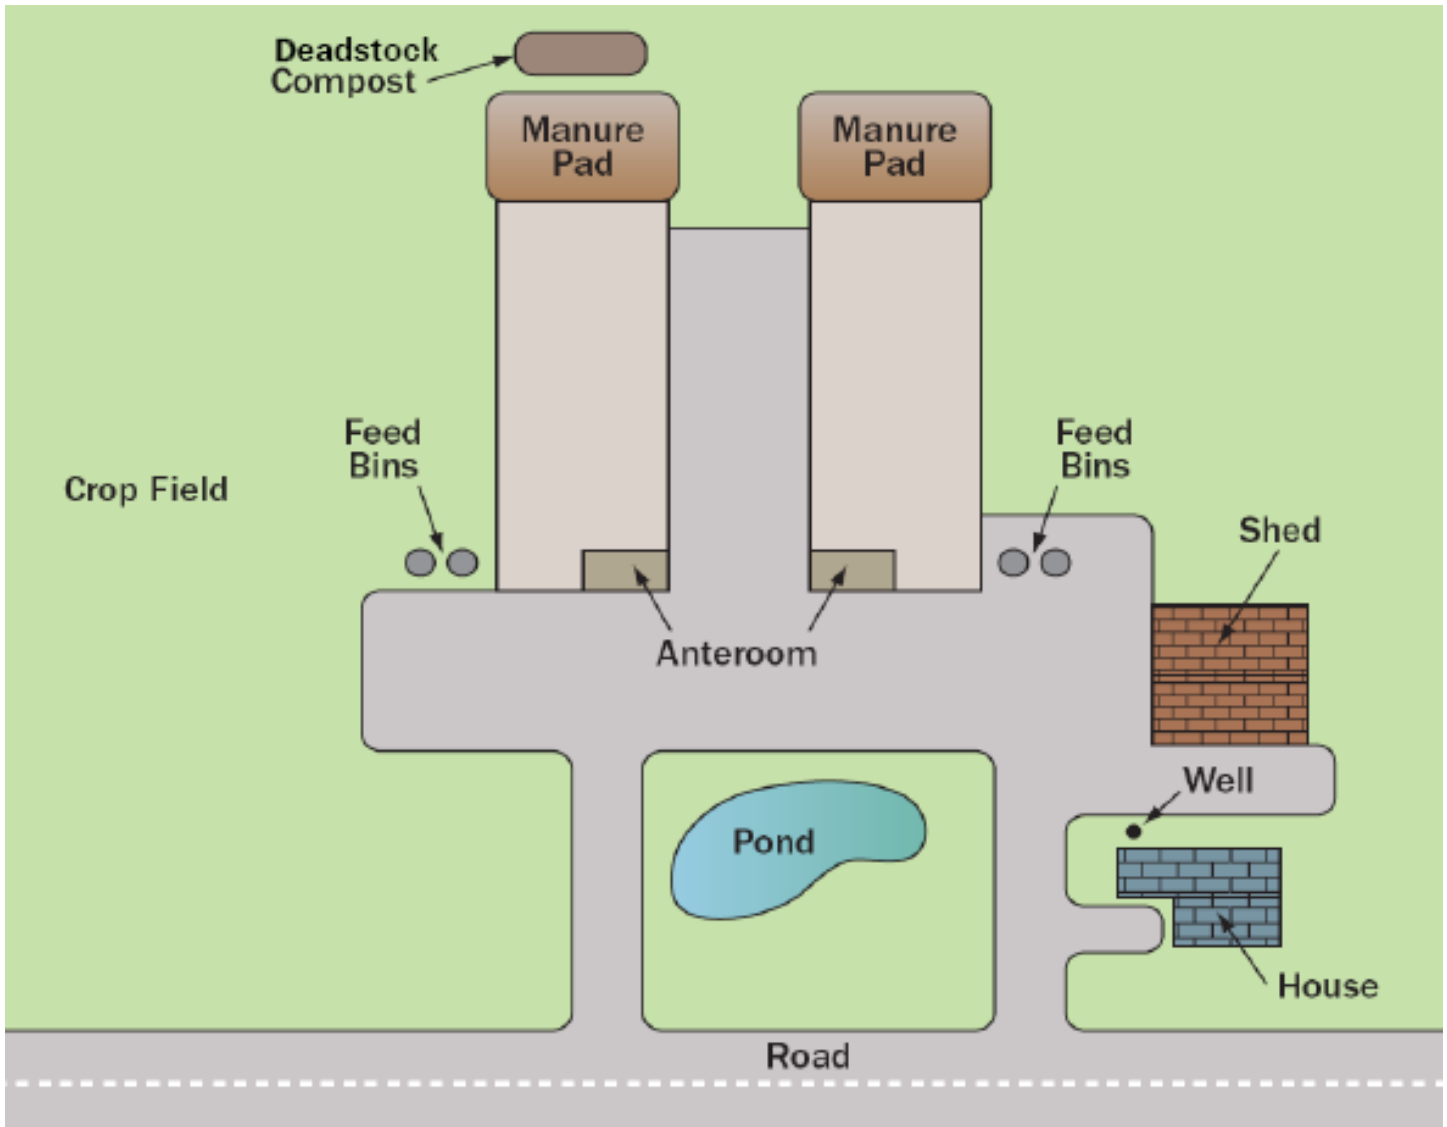 Deadstock
Compost
Manure
Pad
Manure
Pad
Feed
Bins
Feed
Bins
Crop Field
Shed
Anteroom
Well
Pond
House
Road